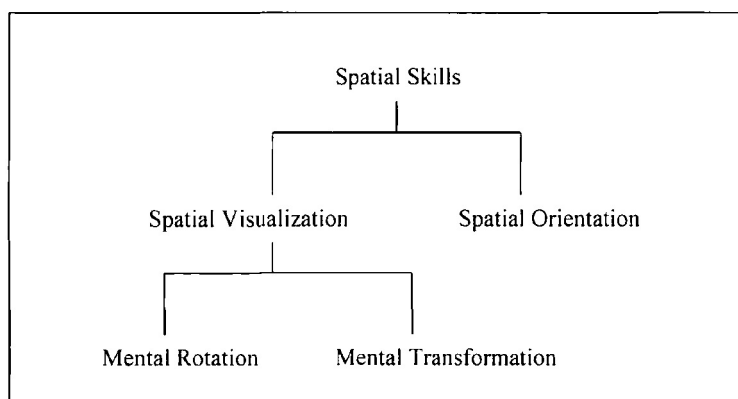 Spatial Skills
Spatial Visualization Spatial Orientation
Mental Rotation Mental Transformation